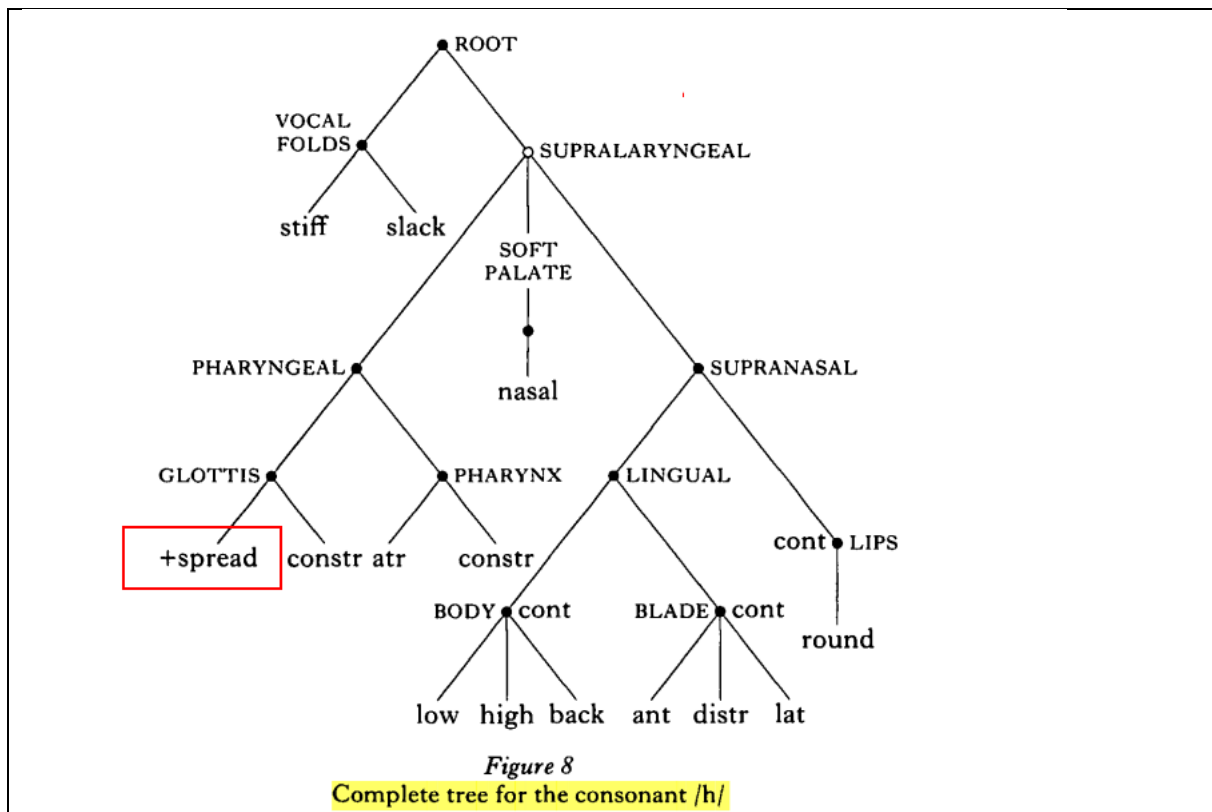 ROOT
VOCAL
FOLDS
SUPRALARYNGEAL
stiff slack
SOFT
PALATE
PHARYNGEAL SUPRANASAL
nasal
GLOTTIS PHARYNX LINGUAL
cont LIPS
+spread constr atr constr
BODY cont BLADE cont
round
low high back ant distr lat
Figure 8
Complete tree for the consonant /h/